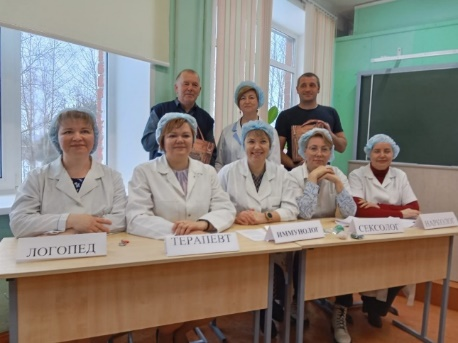 ЛОГОПЕД
ТЕРАПЕВТ
ИММУНОЛОГ
СЕКСОЛОГ
НАРКОЛОГ